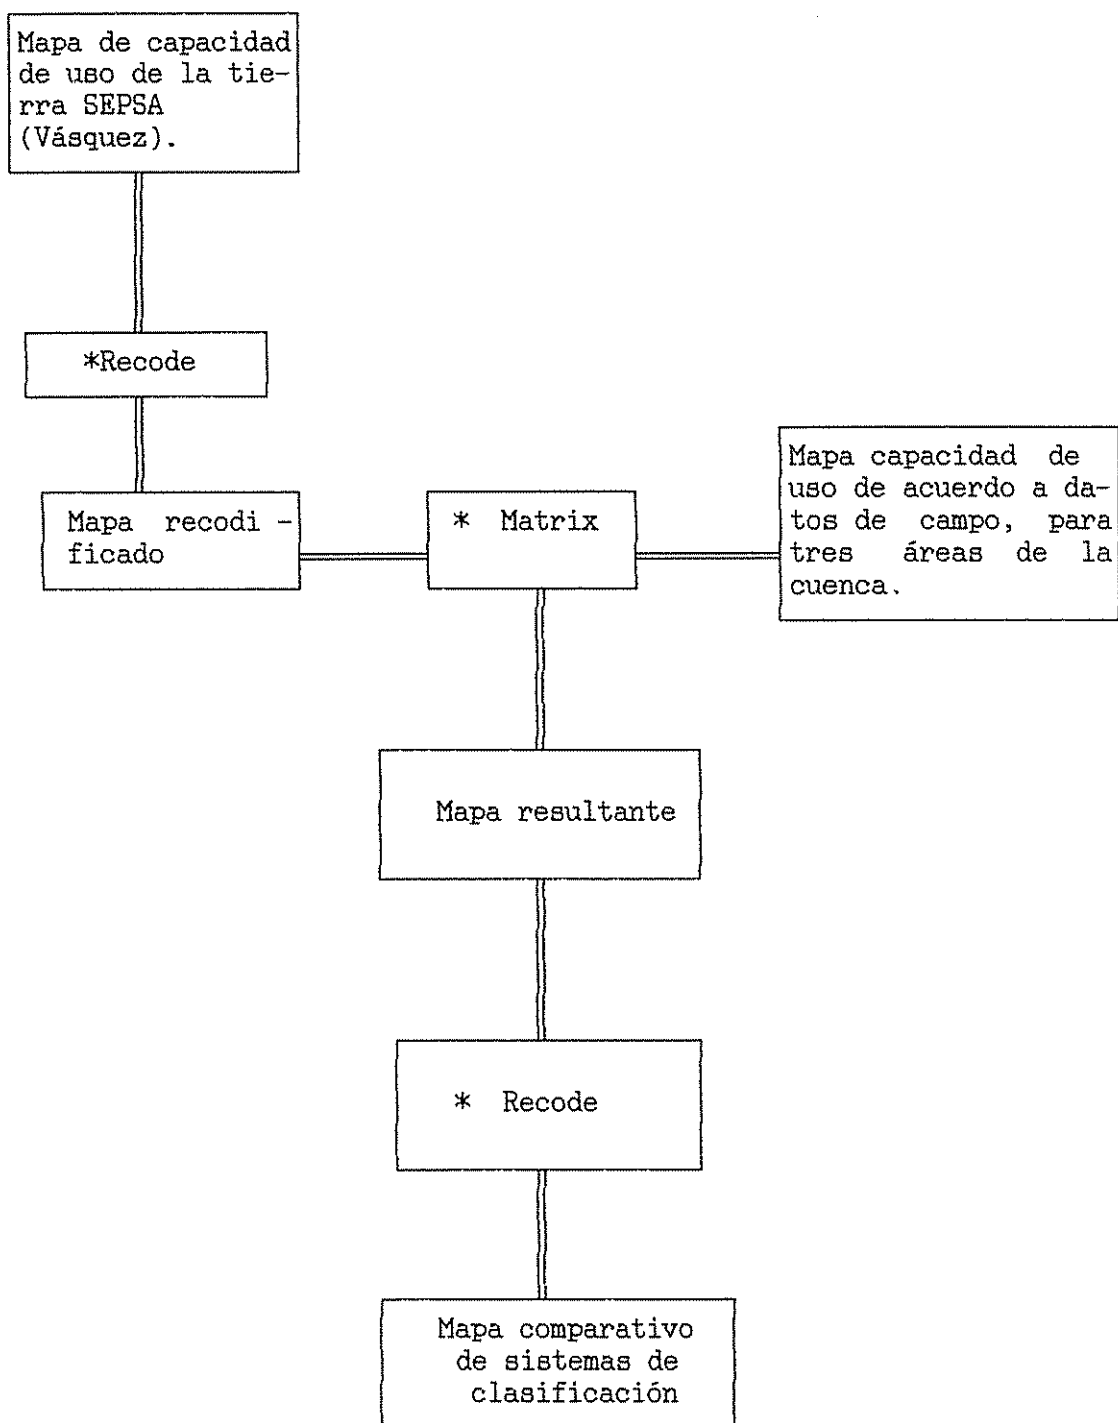 Mapa de capacidad
de uso de la tie-
rra SEPSA
(Vásquez).
*Recode
Mapa recodi -
ficado
* Matrix
Mapa capacidad de
uso de acuerdo a da-
tos de campo, para
tres áreas de la
cuenca.
Mapa resultante
* Recode
Mapa comparativo
de sistemas de
clasificación